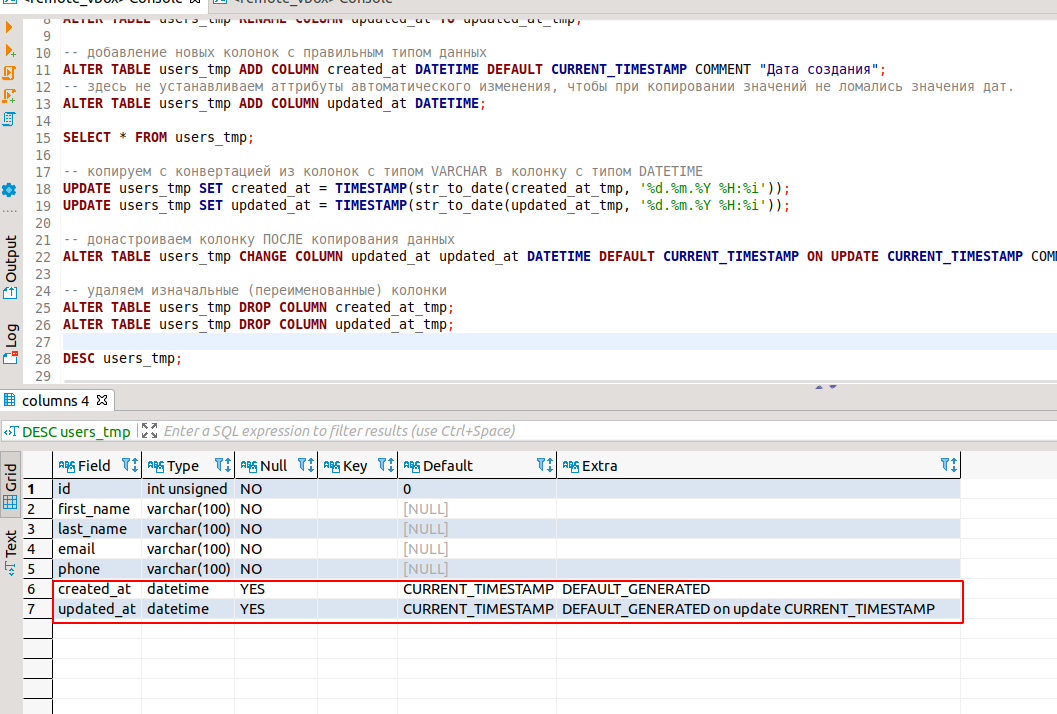 <remote_vbox> Console
<remote_vbox> Console
8 ALTER TABLE users_tmp RENAME COLUMN updated_at TO updated_at_tmp;
9
10 -- добавление новых колонок с правильным типом данных
11 ALTER TABLE users_tmp ADD COLUMN created_at DATETIME DEFAULT CURRENT_TIMESTAMP COMMENT "Дата создания";
12 -- здесь не устанавливаем аттрибуты автоматического изменения, чтобы при копировании значений не ломались значения дат.
13 ALTER TABLE users_tmp ADD COLUMN updated_at DATETIME;
14
15 SELECT * FROM users_tmp;
16
17 -- копируем с конвертацией из колонок с типом VARCHAR в колонку с типом DATETIME
18 UPDATE users_tmp SET created_at = TIMESTAMP(str_to_date(created_at_tmp, '%d.%m.%Y %H:%i'));
19 UPDATE users_tmp SET updated_at = TIMESTAMP(str_to_date(updated_at_tmp, '%d.%m.%Y %H:%i'));
20
21 -- донастроиваем колонку ПОСЛЕ копирования данных
22 ALTER TABLE users_tmp CHANGE COLUMN updated_at updated_at DATETIME DEFAULT CURRENT_TIMESTAMP ON UPDATE CURRENT_TIMESTAMP COM
23
24 -- удаляем изначальные (переименованные) колонки
25 ALTER TABLE users_tmp DROP COLUMN created_at_tmp;
26 ALTER TABLE users_tmp DROP COLUMN updated_at_tmp;
27
28 DESC users_tmp;
29
Output
Log
columns 4
DESC users_tmp Enter a SQL expression to filter results (use Ctrl+Space)
Grid
Text
Field Type Null Key Default Extra
1 id int unsigned NO 0
2 first_name varchar(100) NO [NULL]
3 last_name varchar(100) NO [NULL]
4 email varchar(100) NO [NULL]
5 phone varchar(100) NO [NULL]
6 created_at datetime YES CURRENT_TIMESTAMP DEFAULT_GENERATED
7 updated_at datetime YES CURRENT_TIMESTAMP DEFAULT_GENERATED on update CURRENT_TIMESTAMP